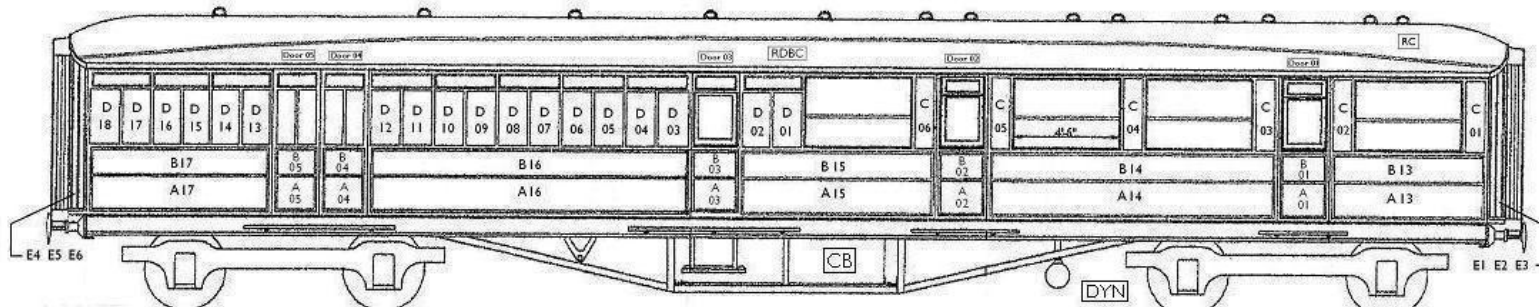 RC
Door 05 Door 04 Door 03 RDBC Door 02 Door 01
D 18 D 17 D 16 D 15 D 14 D 13 D 12 D 11 D 10 D 09 D 08 D 07 D 06 D 05 D 04 D 03 D 02 D 01 C 06 C 05 C 04 C 03 C 02 C 01
4'-6"
B17 B 05 B 04 B16 B 03 B 15 B 02 B 14 B 01 B 13
A 17 A 05 A 04 A16 A 03 A 15 A 02 A 14 A 01 A 13
E4 E5 E6 CB E1 E2 E3
DYN